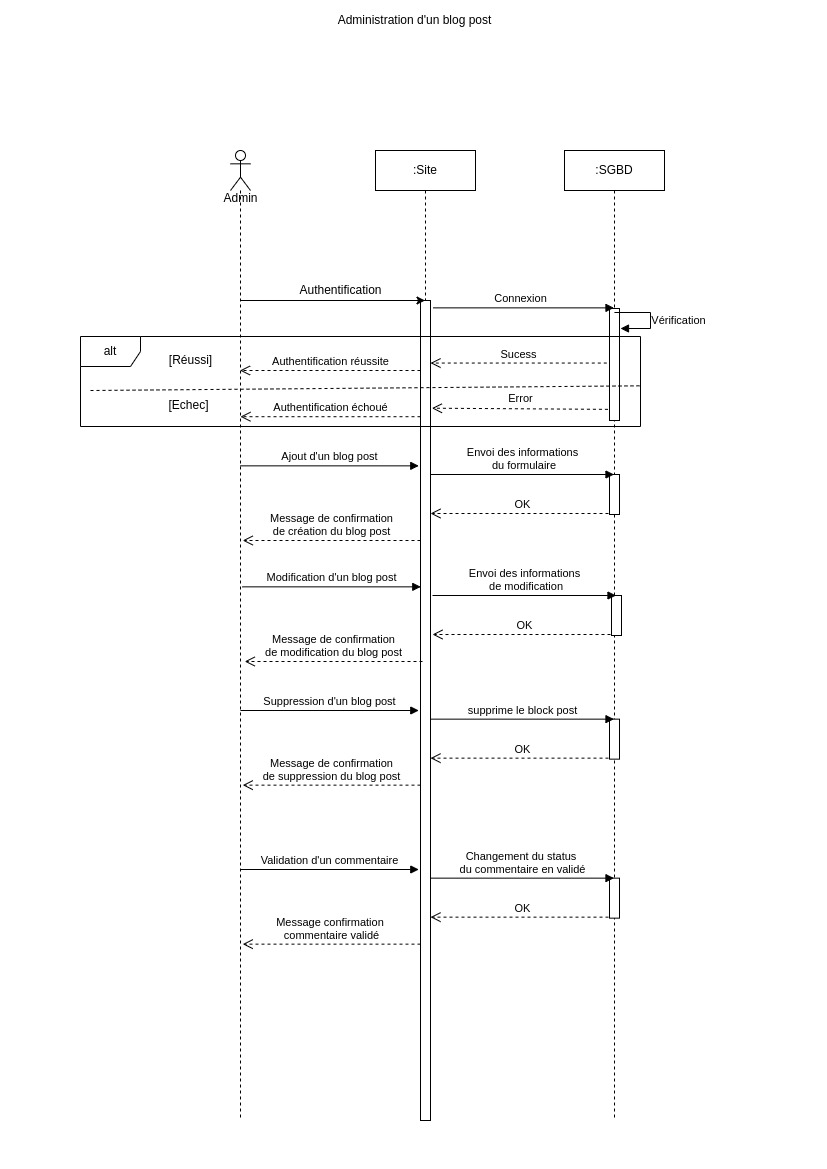 Administration d'un blog post
Admin
:Site
:SGBD
Authentification
Connexion
Vérification
alt
[Réussi]
Authentification réussite
Sucess
[Echec]
Authentification échoué
Error
Ajout d'un blog post
Envoi des informations
du formulaire
OK
Message de confirmation
de création du blog post
Modification d'un blog post
Envoi des informations
de modification
OK
Message de confirmation
de modification du blog post
Suppression d'un blog post
supprime le block post
OK
Message de confirmation
de suppression du blog post
Validation d'un commentaire
Changement du status
du commentaire en validé
OK
Message confirmation
commentaire validé